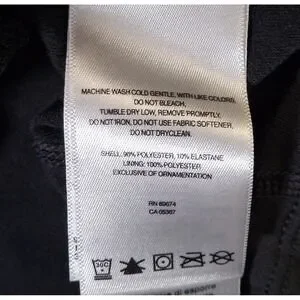 MACHINE WASH COLD GENTLE, WITH LIKE COLORS,
DO NOT BLEACH,
TUMBLE DRY LOW, REMOVE PROMPTLY,
DO NOT IRON, DO NOT USE FABRIC SOFTENER,
DO NOT DRYCLEAN.
SHELL: 90% POLYESTER, 10% ELASTANE
LINING: 100% POLYESTER
EXCLUSIVE OF ORNAMENTATION
RN 69674
CA 05367